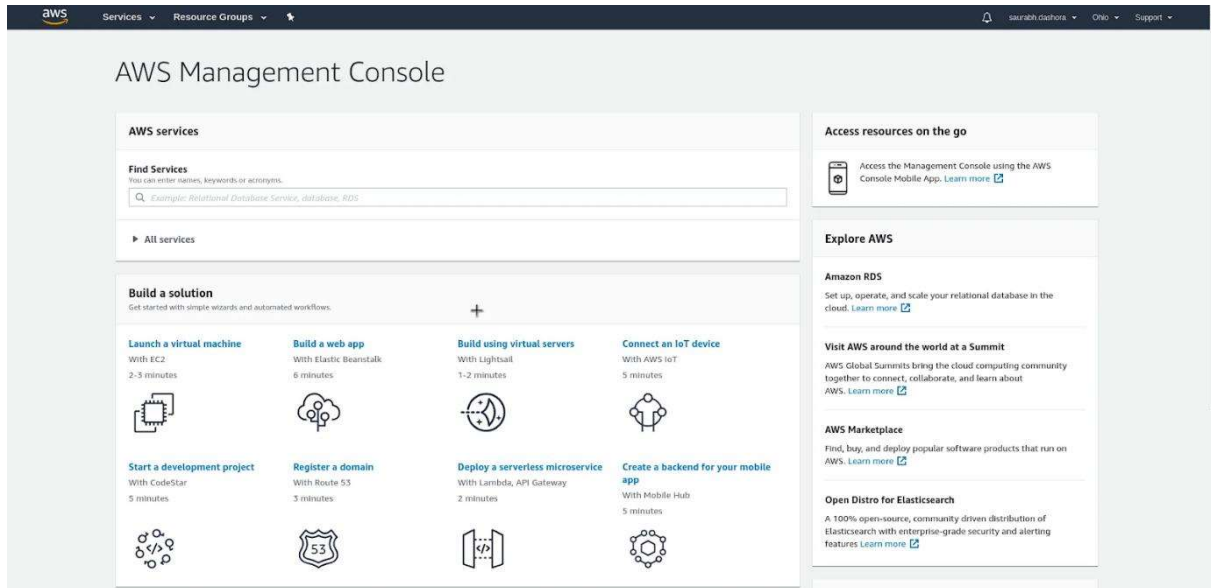 aws
Services
Resource Groups
saurabh.dashora
Ohio
Support
AWS Management Console
AWS services
Find Services
You can enter names, keywords or acronyms.
Example: Relational Database Service, database, RDS
All services
Build a solution
Get started with simple wizards and automated workflows.
Launch a virtual machine
With EC2
2-3 minutes
Build a web app
With Elastic Beanstalk
6 minutes
Build using virtual servers
With Lightsail
1-2 minutes
Connect an IoT device
With AWS IoT
5 minutes
Start a development project
With CodeStar
5 minutes
Register a domain
With Route 53
3 minutes
53
Deploy a serverless microservice
With Lambda, API Gateway
2 minutes
Create a backend for your mobile
app
With Mobile Hub
5 minutes
Access resources on the go
Access the Management Console using the AWS
Console Mobile App. Learn more
Explore AWS
Amazon RDS
Set up, operate, and scale your relational database in the
cloud. Learn more
Visit AWS around the world at a Summit
AWS Global Summits bring the cloud computing community
together to connect, collaborate, and learn about
AWS. Learn more
AWS Marketplace
Find, buy, and deploy popular software products that run on
AWS. Learn more
Open Distro for Elasticsearch
A 100% open-source, community driven distribution of
Elasticsearch with enterprise-grade security and alerting
features Learn more